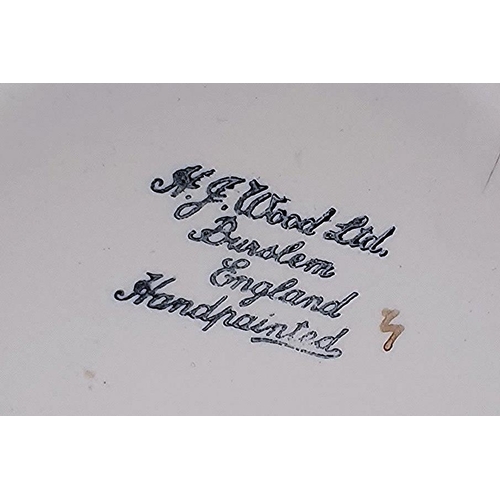 H.J. Wood Ltd,
Burslem
England
Handpainted